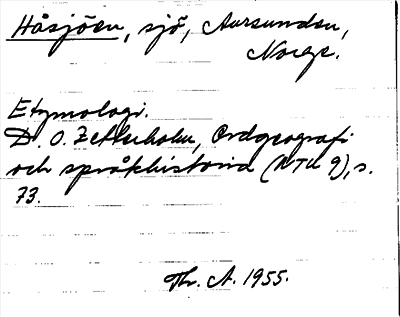 Håsjöen, sjö, Aursunden,
Norge.
Etymologi.
D. O. Zetterholm, Ordgeografi
och språkhistoria (NTU 9), s.
73.
Th. A. 1955.